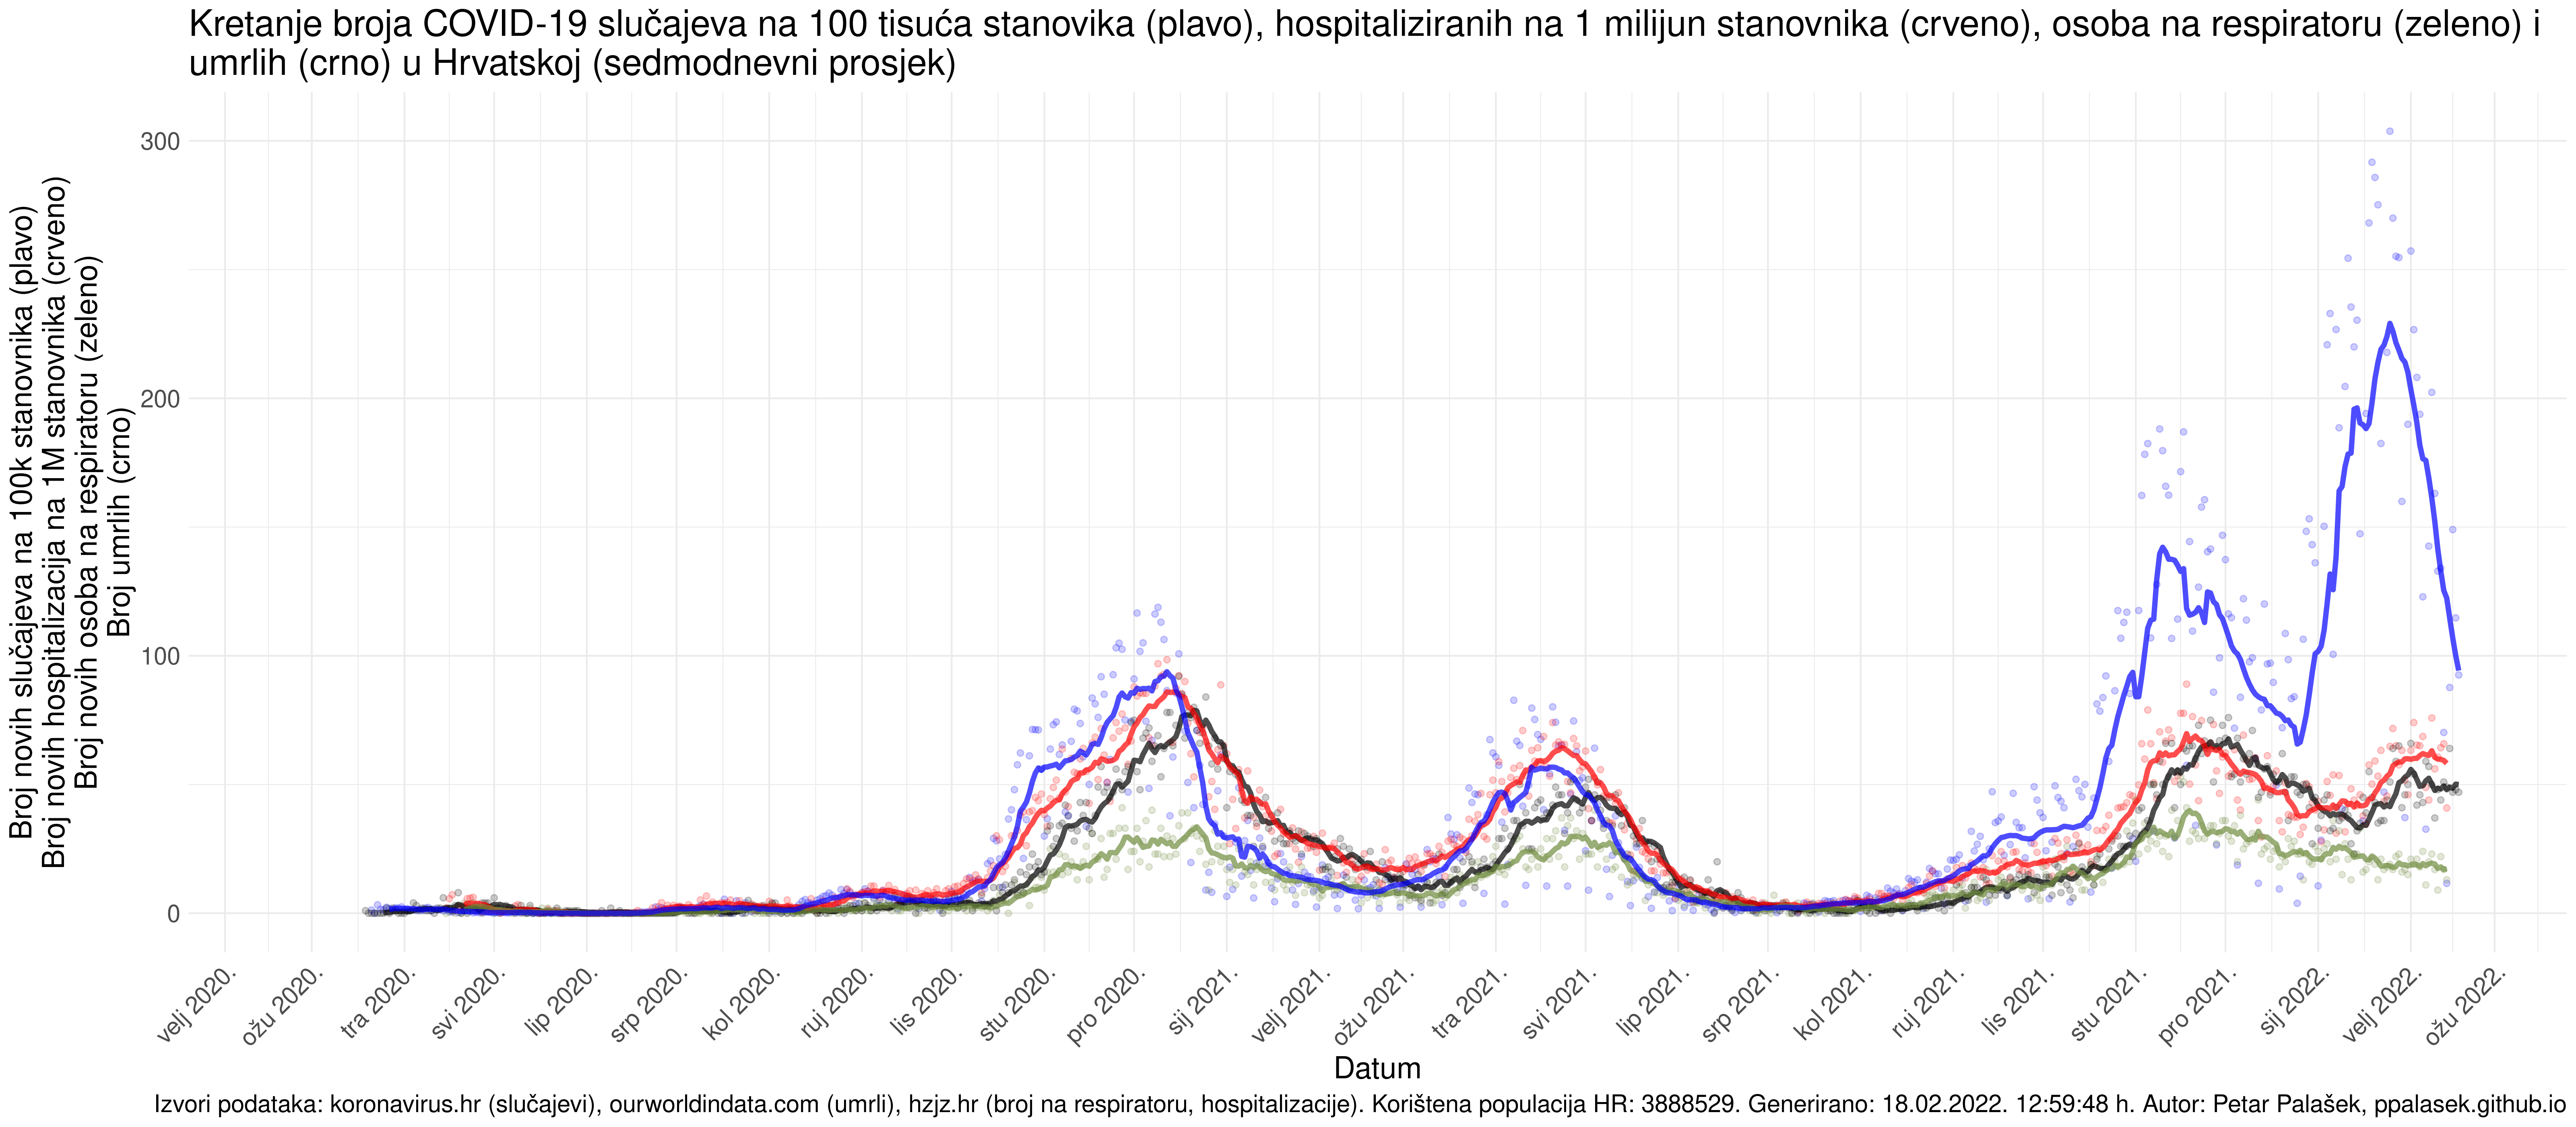 Kretanje broja COVID-19 slučajeva na 100 tisuća stanovika (plavo), hospitaliziranih na 1 milijun stanovnika (crveno), osoba na respiratoru (zeleno) i
umrlih (crno) u Hrvatskoj (sedmodnevni prosjek)
Broj novih slučajeva na 100k stanovnika (plavo)
Broj novih hospitalizacija na 1M stanovnika (crveno)
Broj novih osoba na respiratoru (zeleno)
Broj umrlih (crno)
300
200
100
0
velj 2020.
ožu 2020.
tra 2020.
svi 2020.
lip 2020.
srp 2020.
kol 2020.
ruj 2020.
lis 2020.
stu 2020.
pro 2020.
sij 2021.
velj 2021.
ožu 2021.
tra 2021.
svi 2021.
lip 2021.
srp 2021.
kol 2021.
ruj 2021.
lis 2021.
stu 2021.
pro 2021.
sij 2022.
velj 2022.
ožu 2022.
Datum
Izvori podataka: koronavirus.hr (slučajevi), ourworldindata.com (umrli), hzjz.hr (broj na respiratoru, hospitalizacije). Korištena populacija HR: 3888529. Generirano: 18.02.2022. 12:59:48 h. Autor: Petar Palašek, ppalasek.github.io